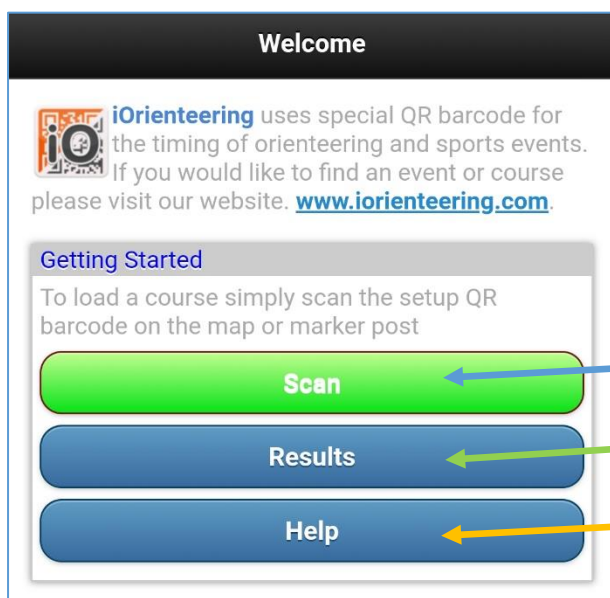 Welcome
iO
iOrienteering uses special QR barcode for
the timing of orienteering and sports events.
If you would like to find an event or course
please visit our website. www.iorienteering.com.
Getting Started
To load a course simply scan the setup QR
barcode on the map or marker post
Scan
Results
Help